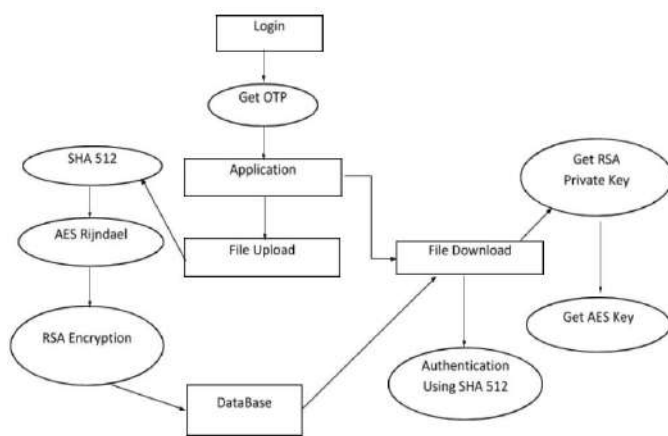 Login
Get OTP
SHA 512
Application
Get RSA
Private Key
AES Rijndael
File Upload
File Download
RSA Encryption
Get AES Key
DataBase
Authentication
Using SHA 512